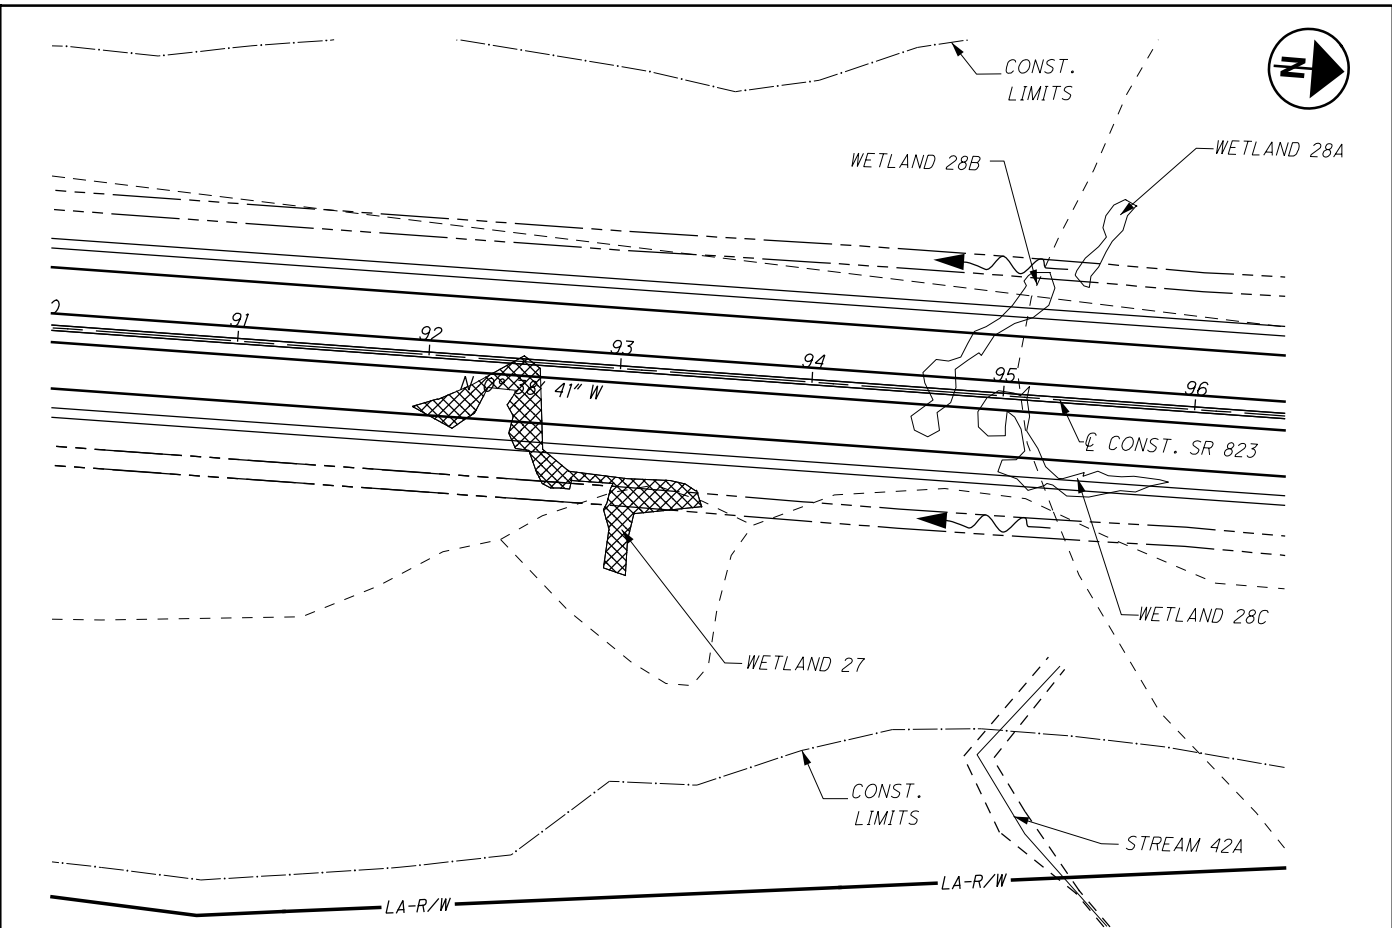 CONST.
LIMITS
N
WETLAND 28B
WETLAND 28A
91
92
93
94
95
96
41" W
℄ CONST. SR 823
WETLAND 28C
WETLAND 27
CONST.
LIMITS
STREAM 42A
LA-R/W
LA-R/W